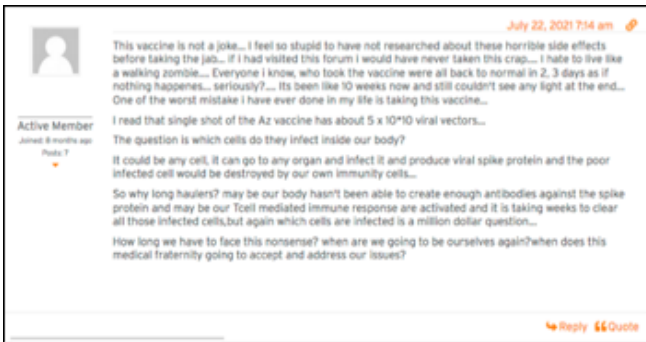 July 22, 2021 7:14 am
This vaccine is not a joke... I feel so stupid to have not researched about these horrible side effects
before taking the jab... if I had visited this forum i would have never taken this crap.... I hate to live like
a walking zombie.... Everyone i know, who took the vaccine were all back to normal in 2, 3 days as if
nothing happenes... seriously?.... Its been like 10 weeks now and still couldn't see any light at the end...
One of the worst mistake i have ever done in my life is taking this vaccine...
Active Member
Joined: 8 months ago
Posts: 7
I read that single shot of the Az vaccine has about 5 x 10^10 viral vectors...
The question is which cells do they infect inside our body?
It could be any cell, it can go to any organ and infect it and produce viral spike protein and the poor
infected cell would be destroyed by our own immunity cells...
So why long haulers? may be our body hasn't been able to create enough antibodies against the spike
protein and may be our Tcell mediated immune response are activated and it is taking weeks to clear
all those infected cells,but again which cells are infected is a million dollar question...
How long we have to face this nonsense? when are we going to be ourselves again?when does this
medical fraternity going to accept and address our issues?
Reply Quote